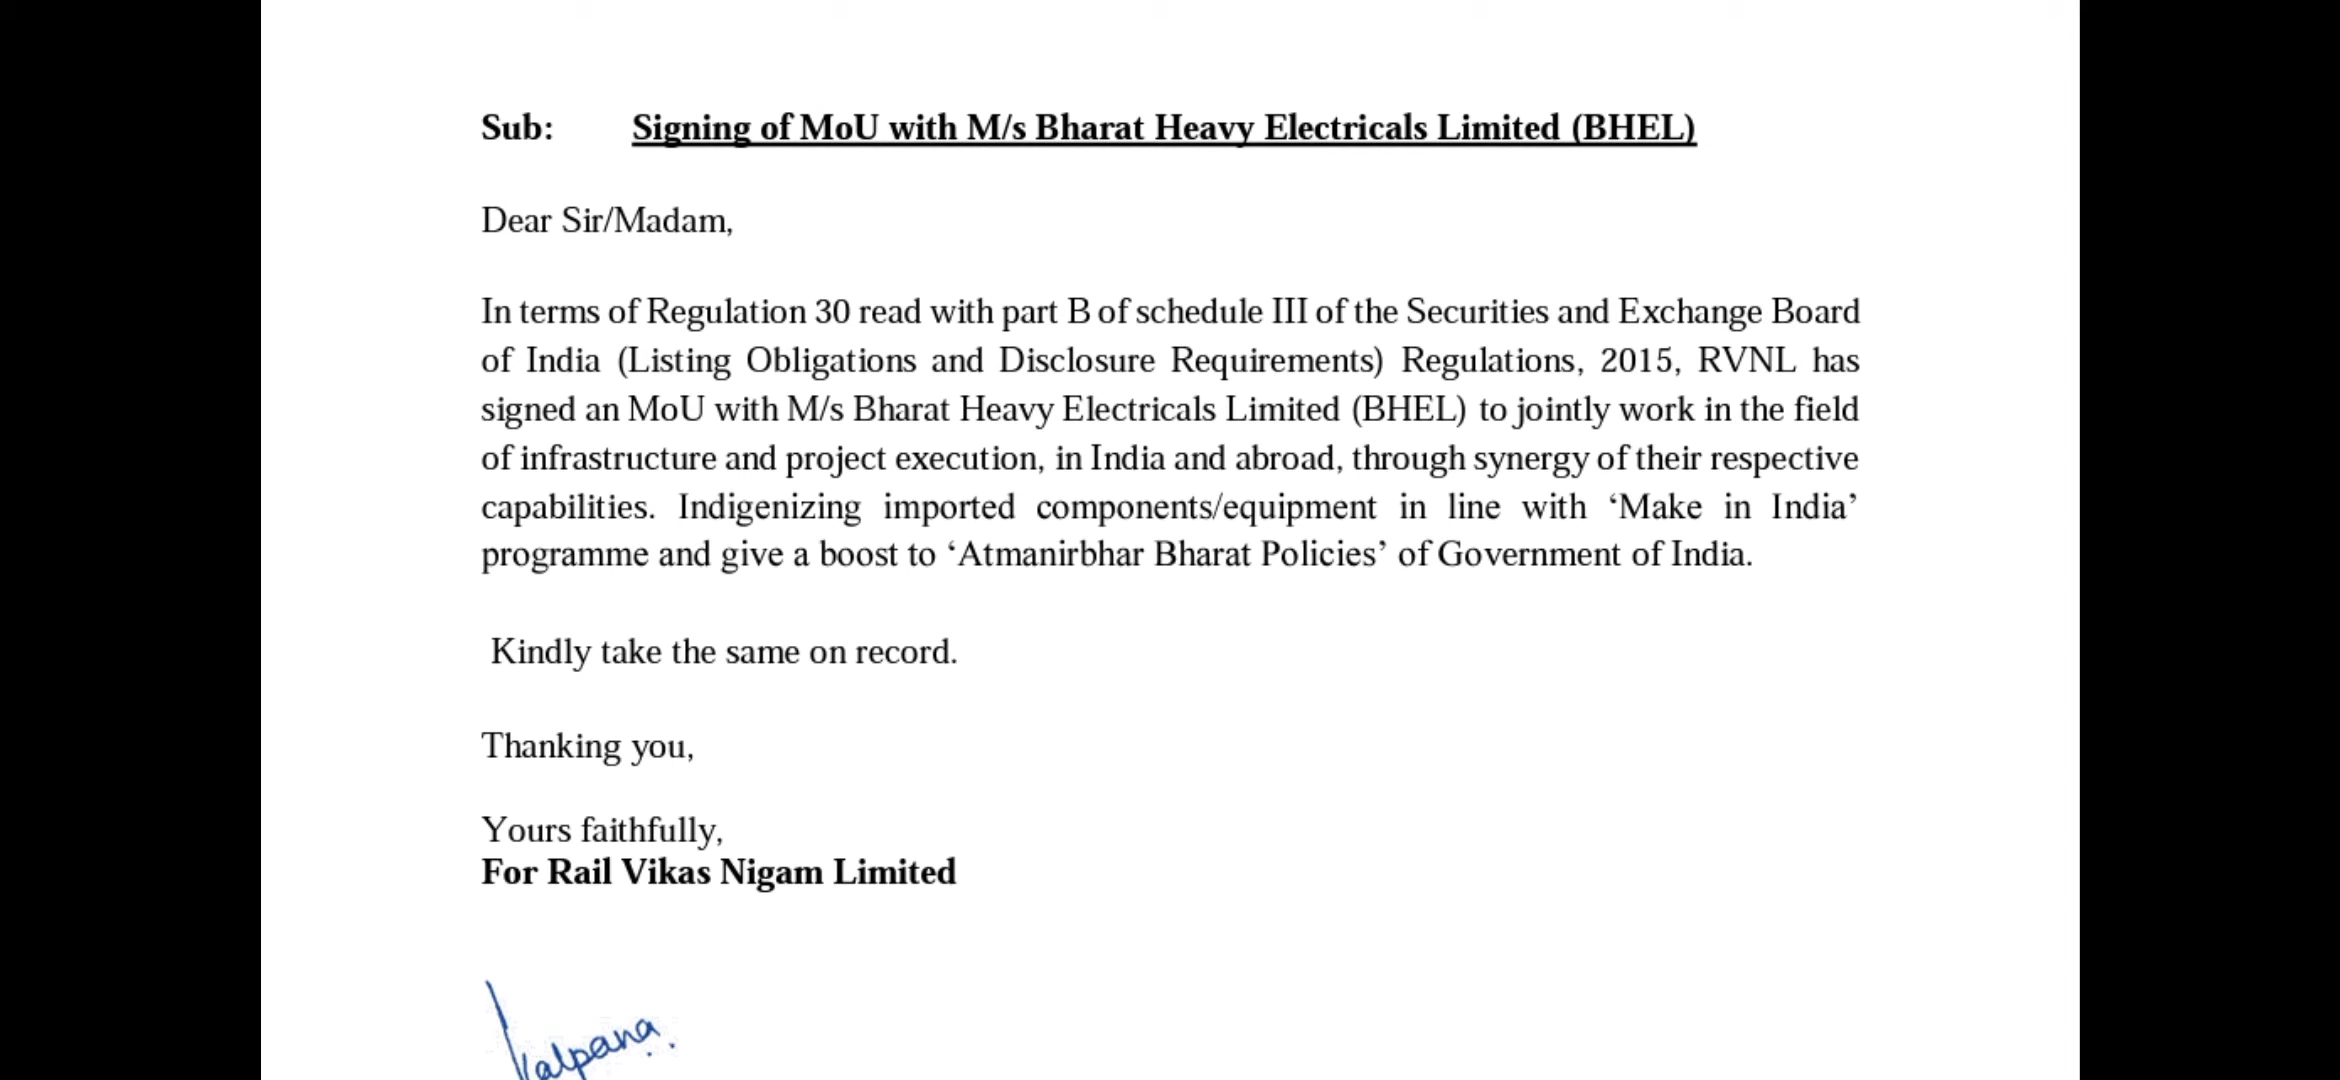 Sub: Signing of MoU with M/s Bharat Heavy Electricals Limited (BHEL)
Dear Sir/Madam,
In terms of Regulation 30 read with part B of schedule III of the Securities and Exchange Board
of India (Listing Obligations and Disclosure Requirements) Regulations, 2015, RVNL has
signed an MoU with M/s Bharat Heavy Electricals Limited (BHEL) to jointly work in the field
of infrastructure and project execution, in India and abroad, through synergy of their respective
capabilities. Indigenizing imported components/equipment in line with ‘Make in India’
programme and give a boost to ‘Atmanirbhar Bharat Policies’ of Government of India.
Kindly take the same on record.
Thanking you,
Yours faithfully,
For Rail Vikas Nigam Limited
Kalpana